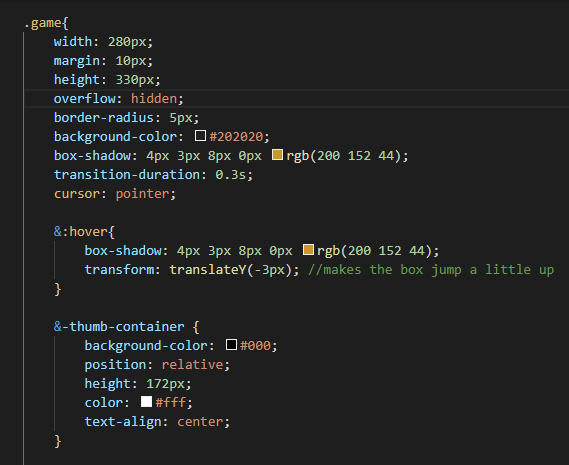 .game{
width: 280px;
margin: 10px;
height: 330px;
overflow: hidden;
border-radius: 5px;
background-color: #202020;
box-shadow: 4px 3px 8px 0px rgb(200 152 44);
transition-duration: 0.3s;
cursor: pointer;
&:hover{
box-shadow: 4px 3px 8px 0px rgb(200 152 44);
transform: translateY(-3px); //makes the box jump a little up
}
&-thumb-container {
background-color: #000;
position: relative;
height: 172px;
color: #fff;
text-align: center;
}